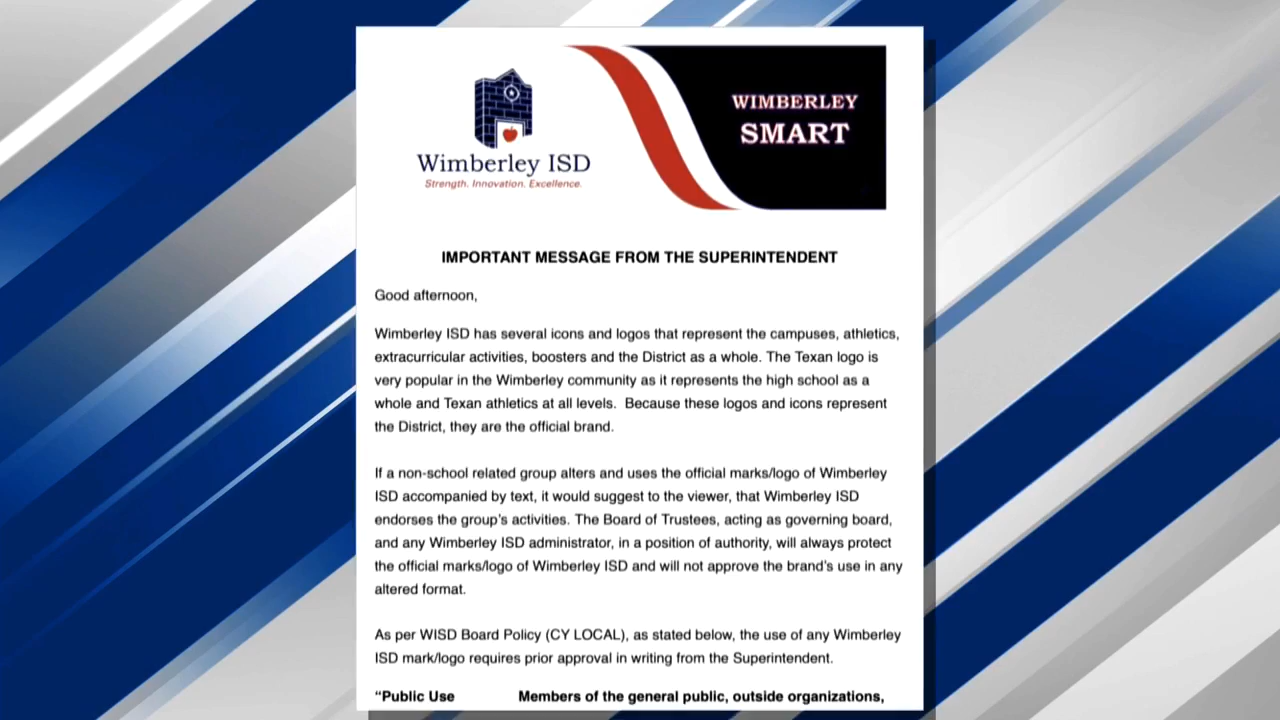 WIMBERLEY
SMART
Wimberley ISD
Strength. Innovation. Excellence.
IMPORTANT MESSAGE FROM THE SUPERINTENDENT
Good afternoon,
Wimberley ISD has several icons and logos that represent the campuses, athletics,
extracurricular activities, boosters and the District as a whole. The Texan logo is
very popular in the Wimberley community as it represents the high school as a
whole and Texan athletics at all levels.  Because these logos and icons represent
the District, they are the official brand.
If a non-school related group alters and uses the official marks/logo of Wimberley
ISD accompanied by text, it would suggest to the viewer, that Wimberley ISD
endorses the group's activities. The Board of Trustees, acting as governing board,
and any Wimberley ISD administrator, in a position of authority, will always protect
the official marks/logo of Wimberley ISD and will not approve the brand's use in any
altered format.
As per WISD Board Policy (CY LOCAL), as stated below, the use of any Wimberley
ISD mark/logo requires prior approval in writing from the Superintendent.
“Public Use Members of the general public, outside organizations,